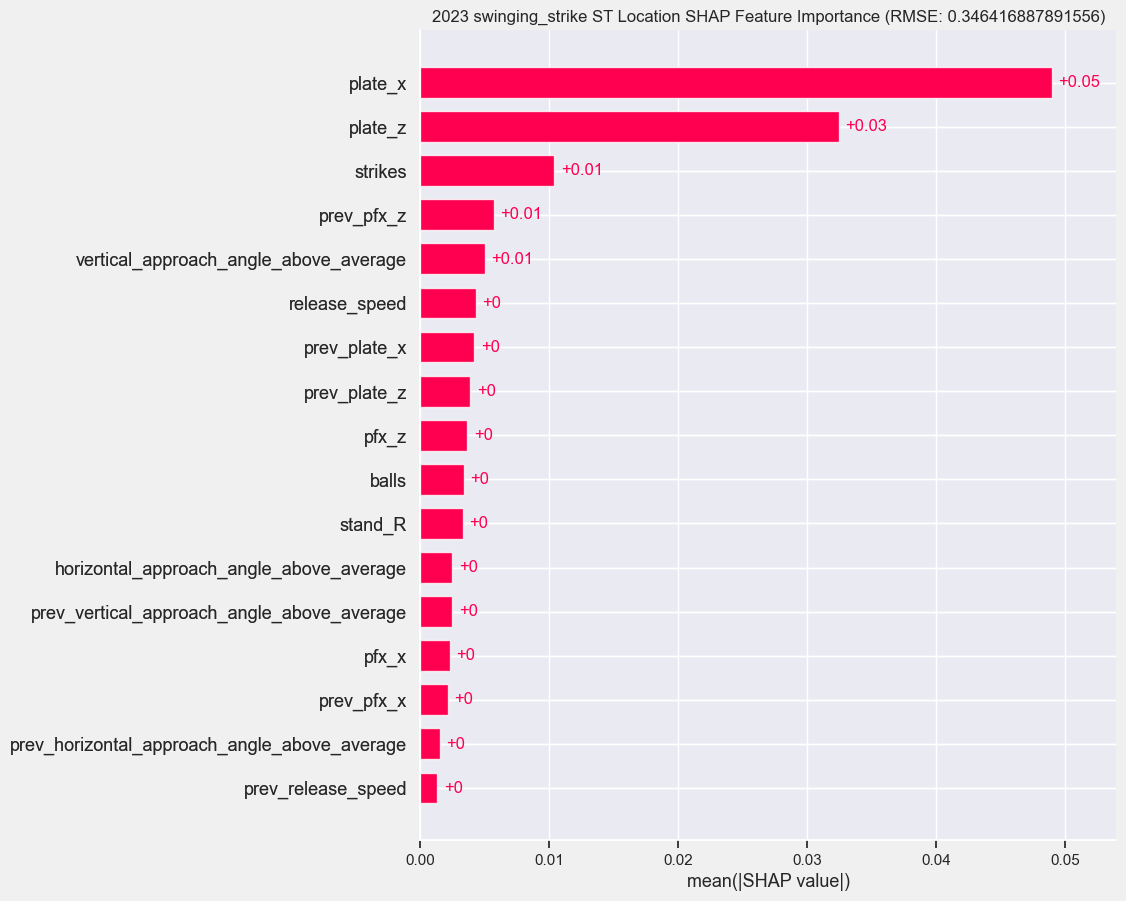 2023 swinging_strike ST Location SHAP Feature Importance (RMSE: 0.346416887891556)
plate_x +0.05
plate_z +0.03
strikes +0.01
prev_pfx_z +0.01
vertical_approach_angle_above_average +0.01
release_speed +0
prev_plate_x +0
prev_plate_z +0
pfx_z +0
balls +0
stand_R +0
horizontal_approach_angle_above_average +0
prev_vertical_approach_angle_above_average +0
pfx_x +0
prev_pfx_x +0
prev_horizontal_approach_angle_above_average +0
prev_release_speed +0
0.00 0.01 0.02 0.03 0.04 0.05
mean(|SHAP value|)